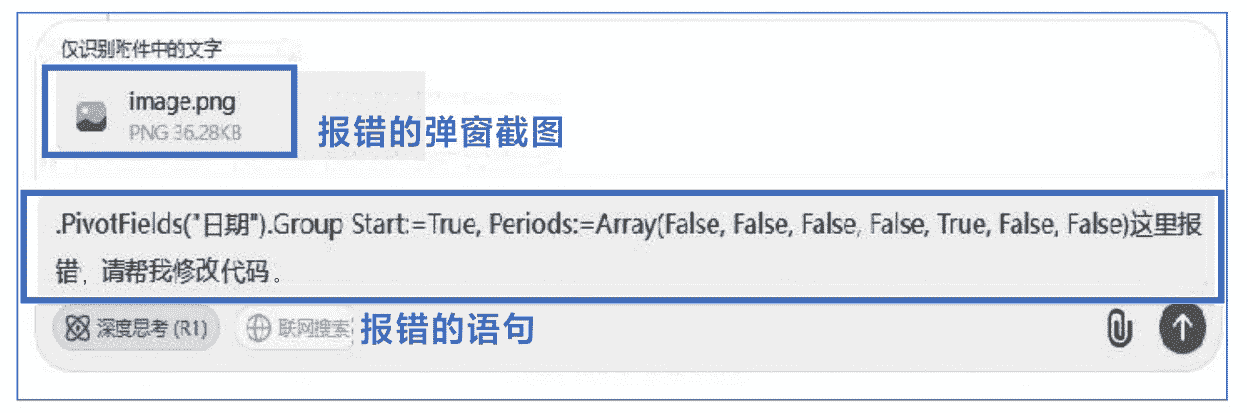 仅识别附件中的文字
image.png
PNG 36.28KB
报错的弹窗截图
.PivotFields("日期").Group Start:=True, Periods:=Array(False, False, False, False, True, False, False)这里报
错，请帮我修改代码。
深度思考 (R1)
联网搜索
报错的语句